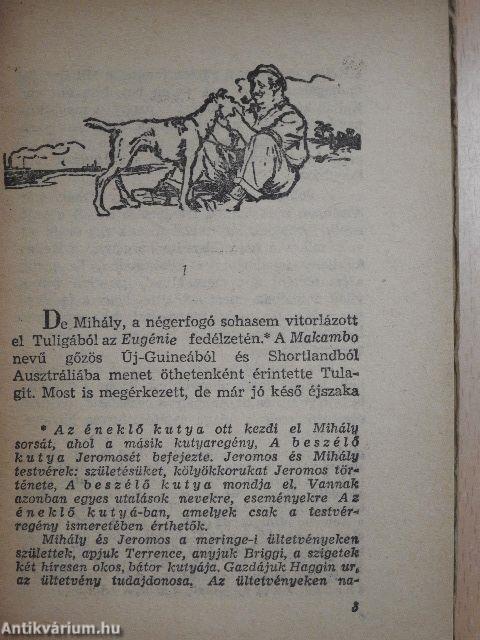 1
De Mihály, a négerfogó sohasem vitorlázott
el Tuligából az Eugénie fedélzetén.* A Makambo
nevű gőzös Új-Guineából és Shortlandból
Ausztráliába menet öthetenként érintette Tula-
git. Most is megérkezett, de már jó késő éjszaka
* Az éneklő kutya ott kezdi el Mihály
sorsát, ahol a másik kutyaregény, A beszélő
kutya Jeromosét befejezte. Jeromos és Mihály
testvérek: születésüket, kölyökkorukat Jeromos tör-
ténete, A beszélő kutya mondja el. Vannak
azonban egyes utalások nevekre, eseményekre Az
éneklő kutyá-ban, amelyek csak a testvér-
regény ismeretében érthetők.
Mihály és Jeromos a meringe-i ültetvényeken
születtek, apjuk Terrence, anyjuk Briggi, a szigetek
két híresen okos, bátor kutyája. Gazdájuk Haggin ur,
az ültetvény tudajdonosa, Az ültetvényeken na-
3
Antikvárium.hu